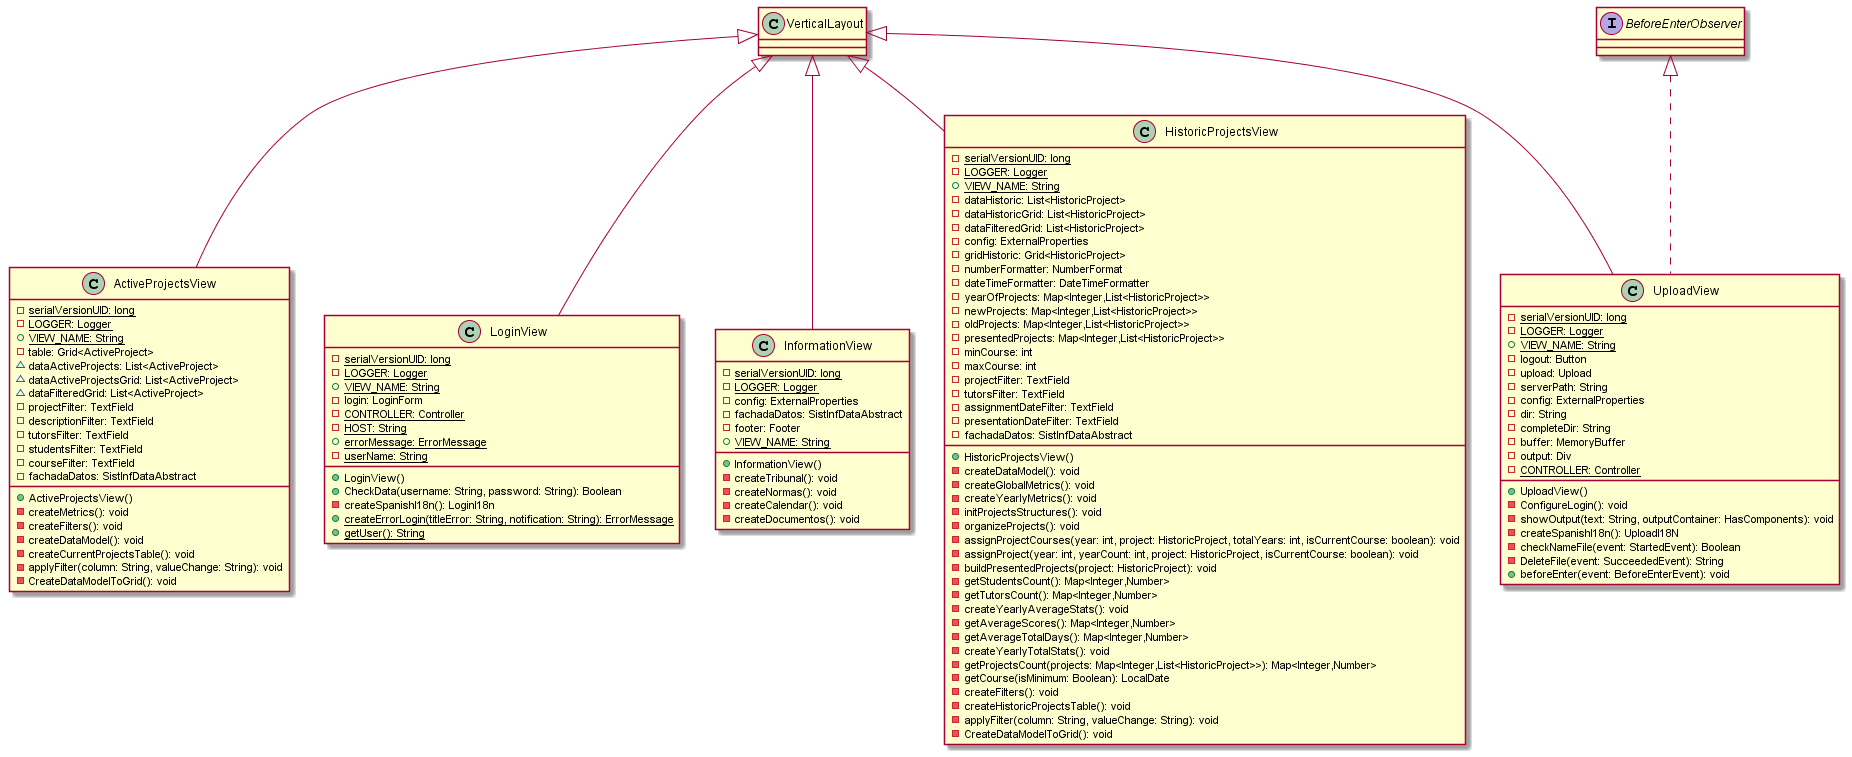 C VerticalLayout
I BeforeEnterObserver
C ActiveProjectsView
serialVersionUID: long
LOGGER: Logger
VIEW_NAME: String
table: Grid<ActiveProject>
dataActiveProjects: List<ActiveProject>
dataActiveProjectsGrid: List<ActiveProject>
dataFilteredGrid: List<ActiveProject>
projectFilter: TextField
descriptionFilter: TextField
tutorsFilter: TextField
studentsFilter: TextField
courseFilter: TextField
fachadaDatos: SistInfDataAbstract
ActiveProjectsView()
createMetrics(): void
createFilters(): void
createDataModel(): void
createCurrentProjectsTable(): void
applyFilter(column: String, valueChange: String): void
CreateDataModelToGrid(): void
C LoginView
serialVersionUID: long
LOGGER: Logger
VIEW_NAME: String
login: LoginForm
CONTROLLER: Controller
HOST: String
errorMessage: ErrorMessage
userName: String
LoginView()
CheckData(username: String, password: String): Boolean
createSpanishI18n(): LoginI18n
createErrorLogin(titleError: String, notification: String): ErrorMessage
getUser(): String
C InformationView
serialVersionUID: long
LOGGER: Logger
config: ExternalProperties
fachadaDatos: SistInfDataAbstract
footer: Footer
VIEW_NAME: String
InformationView()
createTribunal(): void
createNormas(): void
createCalendar(): void
createDocumentos(): void
C HistoricProjectsView
serialVersionUID: long
LOGGER: Logger
VIEW_NAME: String
dataHistoric: List<HistoricProject>
dataHistoricGrid: List<HistoricProject>
dataFilteredGrid: List<HistoricProject>
config: ExternalProperties
gridHistoric: Grid<HistoricProject>
numberFormatter: NumberFormat
dateTimeFormatter: DateTimeFormatter
yearOfProjects: Map<Integer,List<HistoricProject>>
newProjects: Map<Integer,List<HistoricProject>>
oldProjects: Map<Integer,List<HistoricProject>>
presentedProjects: Map<Integer,List<HistoricProject>>
minCourse: int
maxCourse: int
projectFilter: TextField
tutorsFilter: TextField
assignmentDateFilter: TextField
presentationDateFilter: TextField
fachadaDatos: SistInfDataAbstract
HistoricProjectsView()
createDataModel(): void
createGlobalMetrics(): void
createYearlyMetrics(): void
initProjectsStructures(): void
organizeProjects(): void
assignProjectCourses(year: int, project: HistoricProject, totalYears: int, isCurrentCourse: boolean): void
assignProject(year: int, yearCount: int, project: HistoricProject, isCurrentCourse: boolean): void
buildPresentedProjects(project: HistoricProject): void
getStudentsCount(): Map<Integer,Number>
getTutorsCount(): Map<Integer,Number>
createYearlyAverageStats(): void
getAverageScores(): Map<Integer,Number>
getAverageTotalDays(): Map<Integer,Number>
createYearlyTotalStats(): void
getProjectsCount(projects: Map<Integer,List<HistoricProject>>): Map<Integer,Number>
getCourse(isMinimum: Boolean): LocalDate
createFilters(): void
createHistoricProjectsTable(): void
applyFilter(column: String, valueChange: String): void
CreateDataModelToGrid(): void
C UploadView
serialVersionUID: long
LOGGER: Logger
VIEW_NAME: String
logout: Button
upload: Upload
serverPath: String
config: ExternalProperties
dir: String
completeDir: String
buffer: MemoryBuffer
output: Div
CONTROLLER: Controller
UploadView()
ConfigureLogin(): void
showOutput(text: String, outputContainer: HasComponents): void
createSpanishI18n(): UploadI18N
checkNameFile(event: StartedEvent): Boolean
DeleteFile(event: SucceededEvent): String
beforeEnter(event: BeforeEnterEvent): void